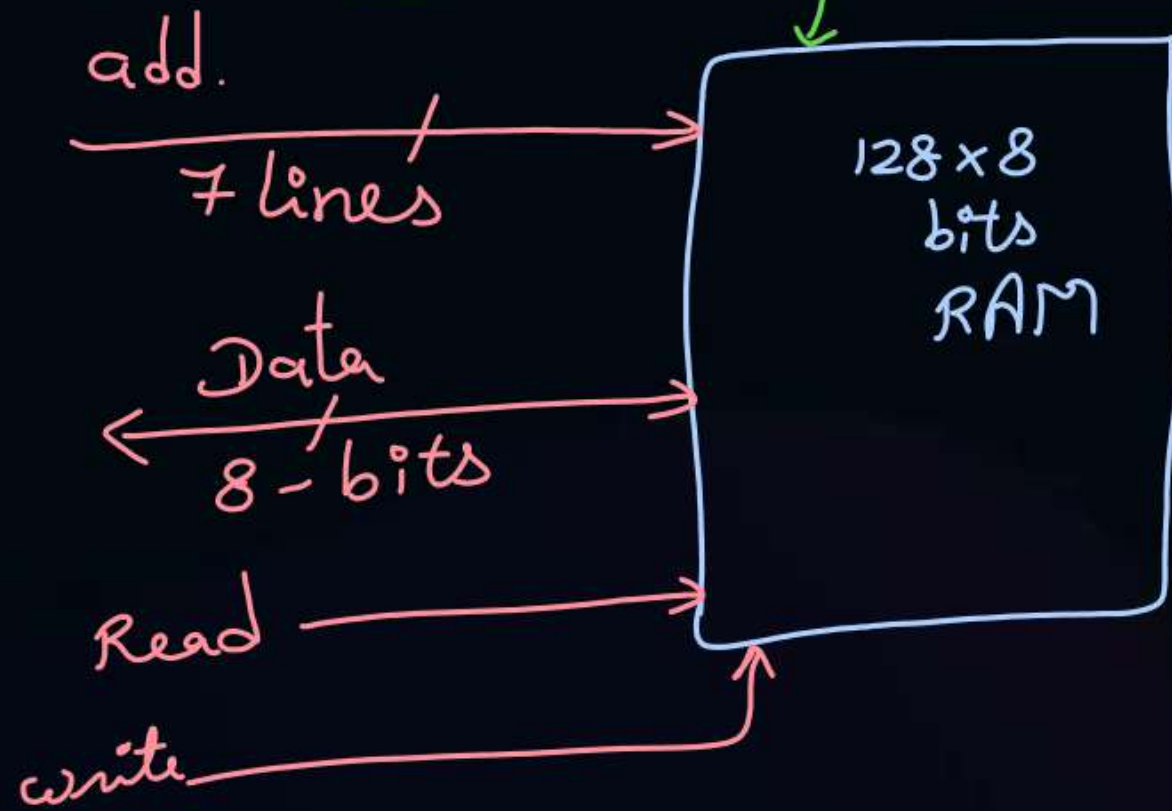 add.
7 lines
128 x 8
bits
RAM
Data
8-bits
Read
write